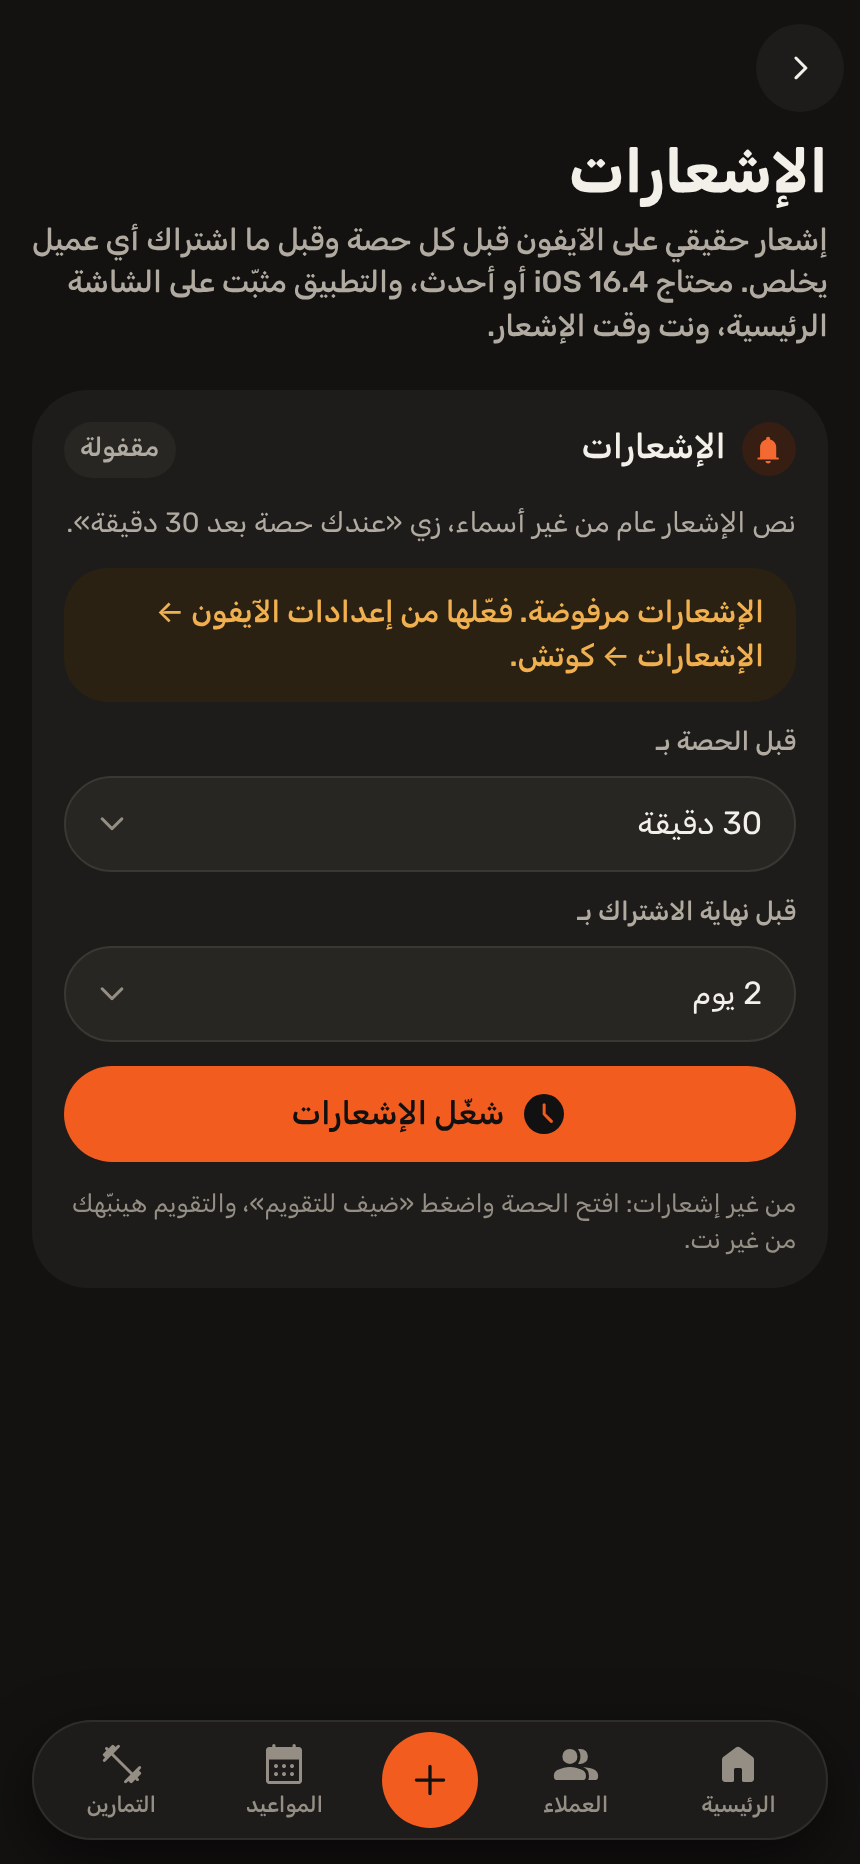 الإشعارات
إشعار حقيقي على الآيفون قبل كل حصة وقبل ما اشتراك أي عميل
يخلص. محتاج iOS 16.4 أو أحدث، والتطبيق مثبّت على الشاشة
الرئيسية، ونت وقت الإشعار.
الإشعارات
مقفولة
نص الإشعار عام من غير أسماء، زي «عندك حصة بعد 30 دقيقة».
الإشعارات مرفوضة. فعّلها من إعدادات الآيفون ←
الإشعارات ← كوتش.
قبل الحصة بـ
30 دقيقة
قبل نهاية الاشتراك بـ
2 يوم
شغّل الإشعارات
من غير إشعارات: افتح الحصة واضغط «ضيف للتقويم»، والتقويم هينبّهك
من غير نت.
الرئيسية
العملاء
المواعيد
التمارين